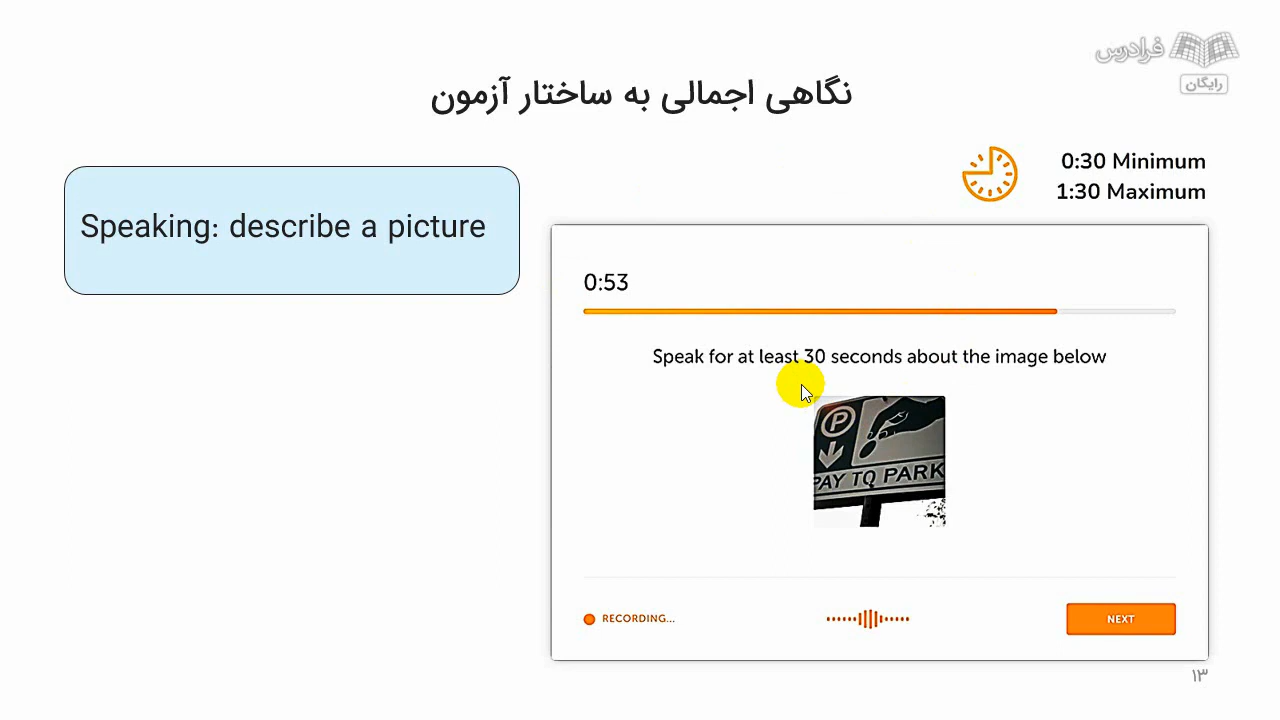 فرادرس
رایگان
نگاهی اجمالی به ساختار آزمون
0:30 Minimum
1:30 Maximum
Speaking: describe a picture
0:53
Speak for at least 30 seconds about the image below
P
PAY TO PARK
RECORDING...
NEXT
۱۳